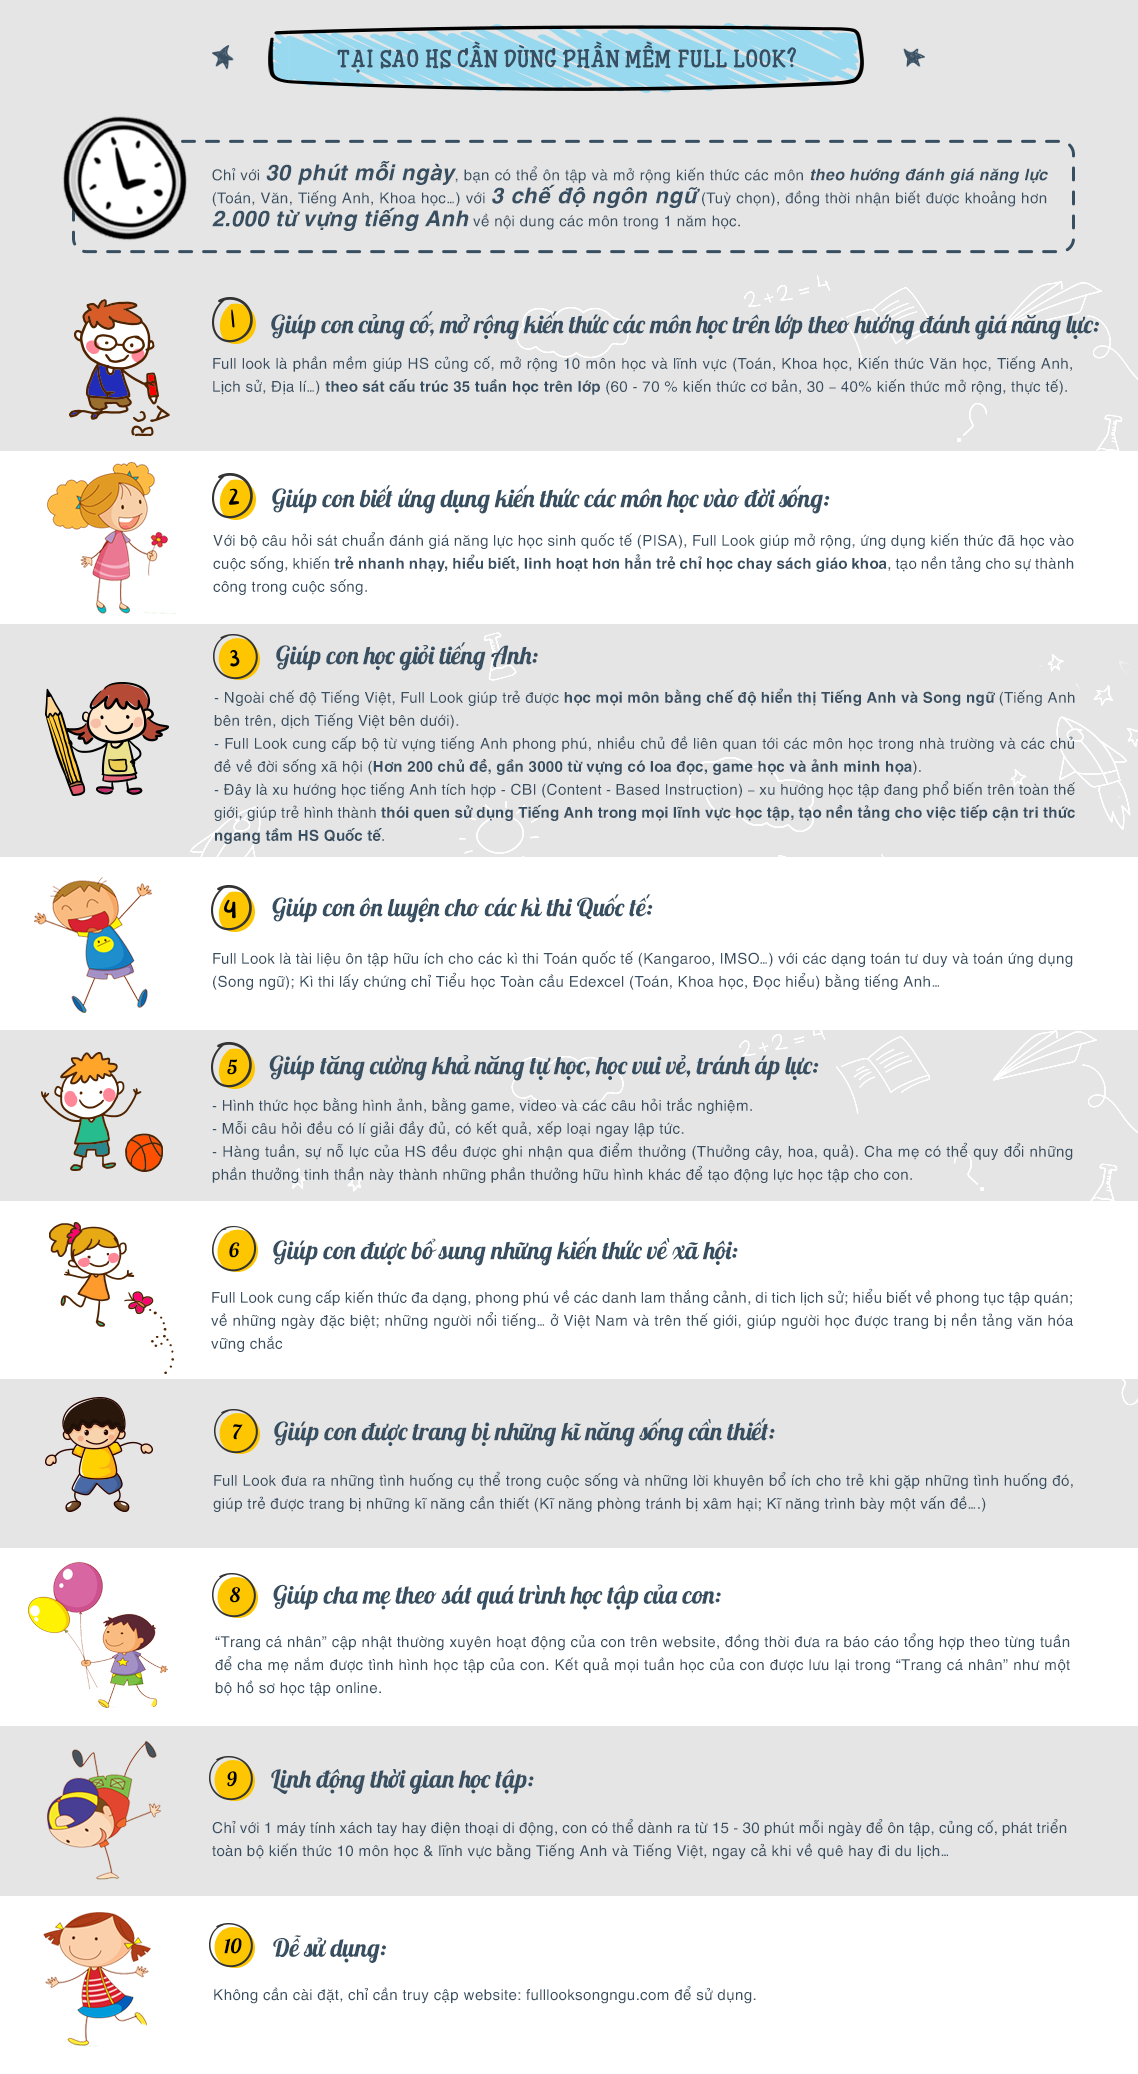 TẠI SAO HS CẦN DÙNG PHẦN MỀM FULL LOOK?
Chỉ với 30 phút mỗi ngày, bạn có thể ôn tập và mở rộng kiến thức các môn theo hướng đánh giá năng lực
(Toán, Văn, Tiếng Anh, Khoa học...) với 3 chế độ ngôn ngữ (Tuỳ chọn), đồng thời nhận biết được khoảng hơn
2.000 từ vựng tiếng Anh về nội dung các môn trong 1 năm học.
2+2=4
1
Giúp con củng cố, mở rộng kiến thức các môn học trên lớp theo hướng đánh giá năng lực:
Full look là phần mềm giúp HS củng cố, mở rộng 10 môn học và lĩnh vực (Toán, Khoa học, Kiến thức Văn học, Tiếng Anh,
Lịch sử, Địa lí...) theo sát cấu trúc 35 tuần học trên lớp (60 - 70 % kiến thức cơ bản, 30 – 40% kiến thức mở rộng, thực tế).
A
C
B
2
Giúp con biết ứng dụng kiến thức các môn học vào đời sống:
Với bộ câu hỏi sát chuẩn đánh giá năng lực học sinh quốc tế (PISA), Full Look giúp mở rộng, ứng dụng kiến thức đã học vào
cuộc sống, khiến trẻ nhanh nhạy, hiểu biết, linh hoạt hơn hẳn trẻ chỉ học chay sách giáo khoa, tạo nền tảng cho sự thành
công trong cuộc sống.
3
Giúp con học giỏi tiếng Anh:
- Ngoài chế độ Tiếng Việt, Full Look giúp trẻ được học mọi môn bằng chế độ hiển thị Tiếng Anh và Song ngữ (Tiếng Anh
bên trên, dịch Tiếng Việt bên dưới).
- Full Look cung cấp bộ từ vựng tiếng Anh phong phú, nhiều chủ đề liên quan tới các môn học trong nhà trường và các chủ
đề về đời sống xã hội (Hơn 200 chủ đề, gần 3000 từ vựng có loa đọc, game học và ảnh minh họa).
- Đây là xu hướng học tiếng Anh tích hợp - CBI (Content - Based Instruction) – xu hướng học tập đang phổ biến trên toàn thế
giới, giúp trẻ hình thành thói quen sử dụng Tiếng Anh trong mọi lĩnh vực học tập, tạo nền tảng cho việc tiếp cận tri thức
ngang tầm HS Quốc tế.
4
Giúp con ôn luyện cho các kì thi Quốc tế:
Full Look là tài liệu ôn tập hữu ích cho các kì thi Toán quốc tế (Kangaroo, IMSO...) với các dạng toán tư duy và toán ứng dụng
(Song ngữ); Kì thi lấy chứng chỉ Tiểu học Toàn cầu Edexcel (Toán, Khoa học, Đọc hiểu) bằng tiếng Anh...
2+2=4
5
Giúp tăng cường khả năng tự học, học vui vẻ, tránh áp lực:
- Hình thức học bằng hình ảnh, bằng game, video và các câu hỏi trắc nghiệm.
- Mỗi câu hỏi đều có lí giải đầy đủ, có kết quả, xếp loại ngay lập tức.
- Hàng tuần, sự nỗ lực của HS đều được ghi nhận qua điểm thưởng (Thưởng cây, hoa, quả). Cha mẹ có thể quy đổi những
phần thưởng tinh thần này thành những phần thưởng hữu hình khác để tạo động lực học tập cho con.
6
Giúp con được bổ sung những kiến thức về xã hội:
Full Look cung cấp kiến thức đa dạng, phong phú về các danh lam thắng cảnh, di tich lịch sử; hiểu biết về phong tục tập quán;
về những ngày đặc biệt; những người nổi tiếng... ở Việt Nam và trên thế giới, giúp người học được trang bị nền tảng văn hóa
vững chắc
7
Giúp con được trang bị những kĩ năng sống cần thiết:
Full Look đưa ra những tình huống cụ thể trong cuộc sống và những lời khuyên bổ ích cho trẻ khi gặp những tình huống đó,
giúp trẻ được trang bị những kĩ năng cần thiết (Kĩ năng phòng tránh bị xâm hại; Kĩ năng trình bày một vấn đề....)
8
Giúp cha mẹ theo sát quá trình học tập của con:
“Trang cá nhân” cập nhật thường xuyên hoạt động của con trên website, đồng thời đưa ra báo cáo tổng hợp theo từng tuần
để cha mẹ nắm được tình hình học tập của con. Kết quả mọi tuần học của con được lưu lại trong “Trang cá nhân” như một
bộ hồ sơ học tập online.
9
Linh động thời gian học tập:
Chỉ với 1 máy tính xách tay hay điện thoại di động, con có thể dành ra từ 15 - 30 phút mỗi ngày để ôn tập, củng cố, phát triển
toàn bộ kiến thức 10 môn học & lĩnh vực bằng Tiếng Anh và Tiếng Việt, ngay cả khi về quê hay đi du lịch...
10
Dễ sử dụng:
Không cần cài đặt, chỉ cần truy cập website: fulllooksongngu.com để sử dụng.